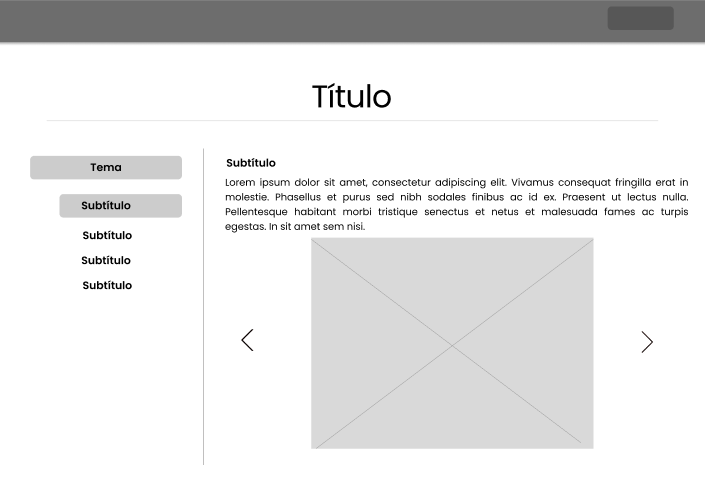 Título
Tema
Subtítulo
Subtítulo
Subtítulo
Subtítulo
Subtítulo
Lorem ipsum dolor sit amet, consectetur adipiscing elit. Vivamus consequat fringilla erat in
molestie. Phasellus et purus sed nibh sodales finibus ac id ex. Praesent ut lectus nulla.
Pellentesque habitant morbi tristique senectus et netus et malesuada fames ac turpis
egestas. In sit amet sem nisi.